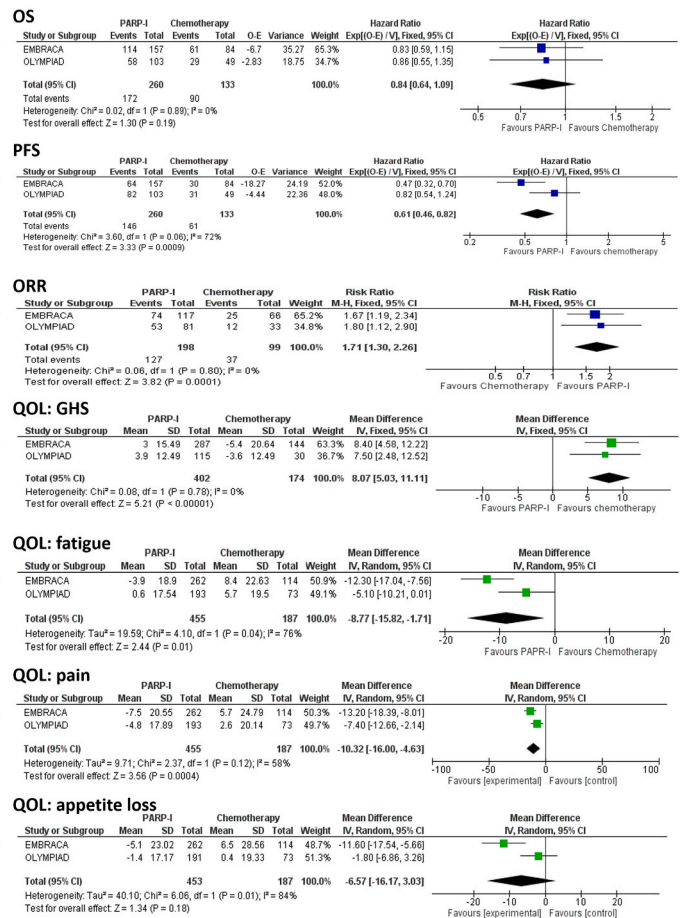 OS
PARP-I Chemotherapy Hazard Ratio Hazard Ratio
Study or Subgroup Events Total Events Total O-E Variance Weight Exp[(O-E) / V], Fixed, 95% CI Exp[(O-E) / V], Fixed, 95% CI
EMBRACA 114 157 61 84 -6.7 35.27 65.3% 0.83 [0.59, 1.15]
OLYMPIAD 58 103 29 49 -2.83 18.75 34.7% 0.86 [0.55, 1.35]
Total (95% CI) 260 133 100.0% 0.84 [0.64, 1.09]
Total events 172 90
Heterogeneity: Chi² = 0.02, df = 1 (P = 0.89); I² = 0%
Test for overall effect: Z = 1.30 (P = 0.19)
0.5 0.7 1 1.5 2
Favours PARP-I Favours Chemotherapy
PFS
PARP-I Chemotherapy Hazard Ratio Hazard Ratio
Study or Subgroup Events Total Events Total O-E Variance Weight Exp[(O-E) / V], Fixed, 95% CI Exp[(O-E) / V], Fixed, 95% CI
EMBRACA 64 157 30 84 -18.27 24.19 52.0% 0.47 [0.32, 0.70]
OLYMPIAD 82 103 31 49 -4.44 22.36 48.0% 0.82 [0.54, 1.24]
Total (95% CI) 260 133 100.0% 0.61 [0.46, 0.82]
Total events 146 61
Heterogeneity: Chi² = 3.60, df = 1 (P = 0.06); I² = 72%
Test for overall effect: Z = 3.33 (P = 0.0009)
0.2 0.5 1 2 5
Favours PARP-I Favours chemotherapy
ORR
PARP-I Chemotherapy Risk Ratio Risk Ratio
Study or Subgroup Events Total Events Total Weight M-H, Fixed, 95% CI M-H, Fixed, 95% CI
EMBRACA 74 117 25 66 65.2% 1.67 [1.19, 2.34]
OLYMPIAD 53 81 12 33 34.8% 1.80 [1.12, 2.90]
Total (95% CI) 198 99 100.0% 1.71 [1.30, 2.26]
Total events 127 37
Heterogeneity: Chi² = 0.06, df = 1 (P = 0.80); I² = 0%
Test for overall effect: Z = 3.82 (P = 0.0001)
0.5 0.7 1 1.5 2
Favours Chemotherapy Favours PARP-I
QOL: GHS
PARP-I Chemotherapy Mean Difference Mean Difference
Study or Subgroup Mean SD Total Mean SD Total Weight IV, Fixed, 95% CI IV, Fixed, 95% CI
EMBRACA 3 15.49 287 -5.4 20.64 144 63.3% 8.40 [4.58, 12.22]
OLYMPIAD 3.9 12.49 115 -3.6 12.49 30 36.7% 7.50 [2.48, 12.52]
Total (95% CI) 402 174 100.0% 8.07 [5.03, 11.11]
Heterogeneity: Chi² = 0.08, df = 1 (P = 0.78); I² = 0%
Test for overall effect: Z = 5.21 (P < 0.00001)
-10 -5 0 5 10
Favours PARP-I Favours chemotherapy
QOL: fatigue
PARP-I Chemotherapy Mean Difference Mean Difference
Study or Subgroup Mean SD Total Mean SD Total Weight IV, Random, 95% CI IV, Random, 95% CI
EMBRACA -3.9 18.9 262 8.4 22.63 114 50.9% -12.30 [-17.04, -7.56]
OLYMPIAD 0.6 17.54 193 5.7 19.5 73 49.1% -5.10 [-10.21, 0.01]
Total (95% CI) 455 187 100.0% -8.77 [-15.82, -1.71]
Heterogeneity: Tau² = 19.59; Chi² = 4.10, df = 1 (P = 0.04); I² = 76%
Test for overall effect: Z = 2.44 (P = 0.01)
-20 -10 0 10 20
Favours PAPR-I Favours Chemotherapy
QOL: pain
PARP-I Chemotherapy Mean Difference Mean Difference
Study or Subgroup Mean SD Total Mean SD Total Weight IV, Random, 95% CI IV, Random, 95% CI
EMBRACA -7.5 20.55 262 5.7 24.79 114 50.3% -13.20 [-18.39, -8.01]
OLYMPIAD -4.8 17.89 193 2.6 20.14 73 49.7% -7.40 [-12.66, -2.14]
Total (95% CI) 455 187 100.0% -10.32 [-16.00, -4.63]
Heterogeneity: Tau² = 9.71; Chi² = 2.37, df = 1 (P = 0.12); I² = 58%
Test for overall effect: Z = 3.56 (P = 0.0004)
-100 -50 0 50 100
Favours [experimental] Favours [control]
QOL: appetite loss
PARP-I Chemotherapy Mean Difference Mean Difference
Study or Subgroup Mean SD Total Mean SD Total Weight IV, Random, 95% CI IV, Random, 95% CI
EMBRACA -5.1 23.02 262 6.5 28.56 114 48.7% -11.60 [-17.54, -5.66]
OLYMPIAD -1.4 17.17 191 0.4 19.33 73 51.3% -1.80 [-6.86, 3.26]
Total (95% CI) 453 187 100.0% -6.57 [-16.17, 3.03]
Heterogeneity: Tau² = 40.10; Chi² = 6.06, df = 1 (P = 0.01); I² = 84%
Test for overall effect: Z = 1.34 (P = 0.18)
-20 -10 0 10 20
Favours [experimental] Favours [control]